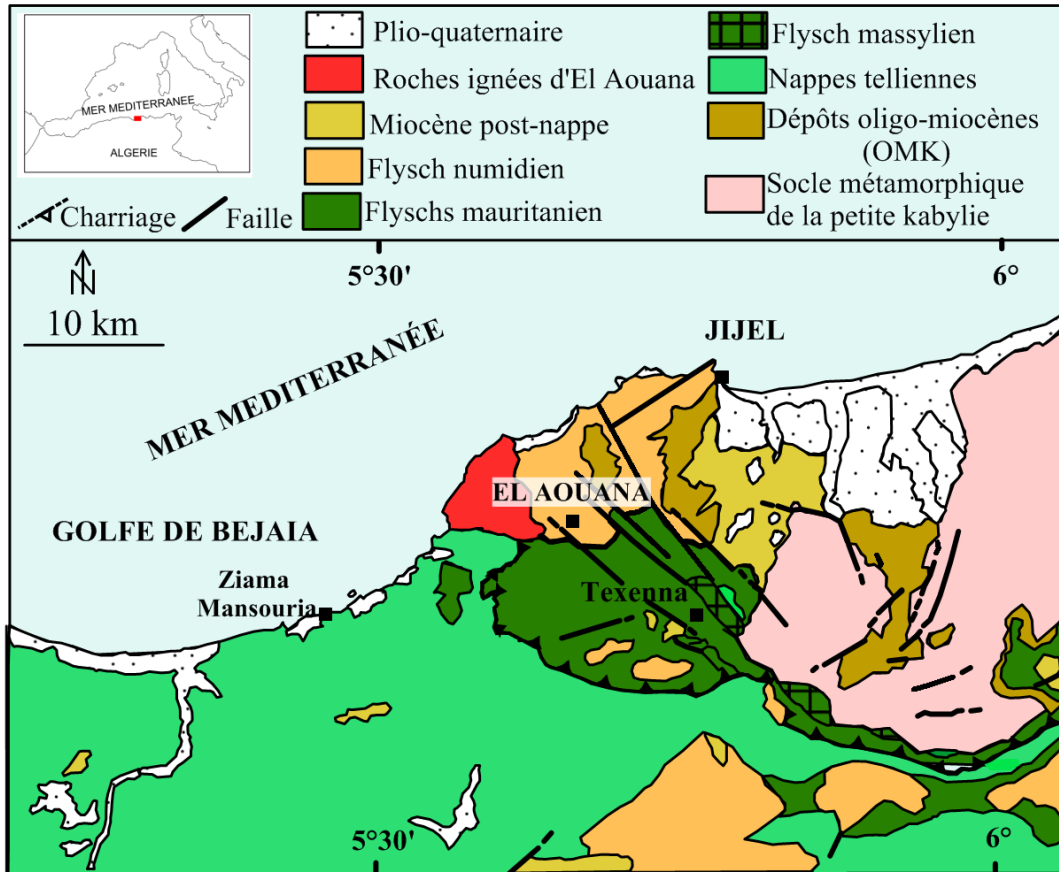 MER MEDITERRANEE
ALGERIE
Charriage
Faille
Plio-quaternaire
Roches ignées d'El Aouana
Miocène post-nappe
Flysch numidien
Flyschs mauritanien
Flysch massylien
Nappes telliennes
Dépôts oligo-miocènes
(OMK)
Socle métamorphique
de la petite kabylie
N
10 km
5°30'
6°
MER MEDITERRANÉE
JIJEL
EL AOUANA
GOLFE DE BEJAIA
Ziama
Mansouria
Texenna
5°30'
6°